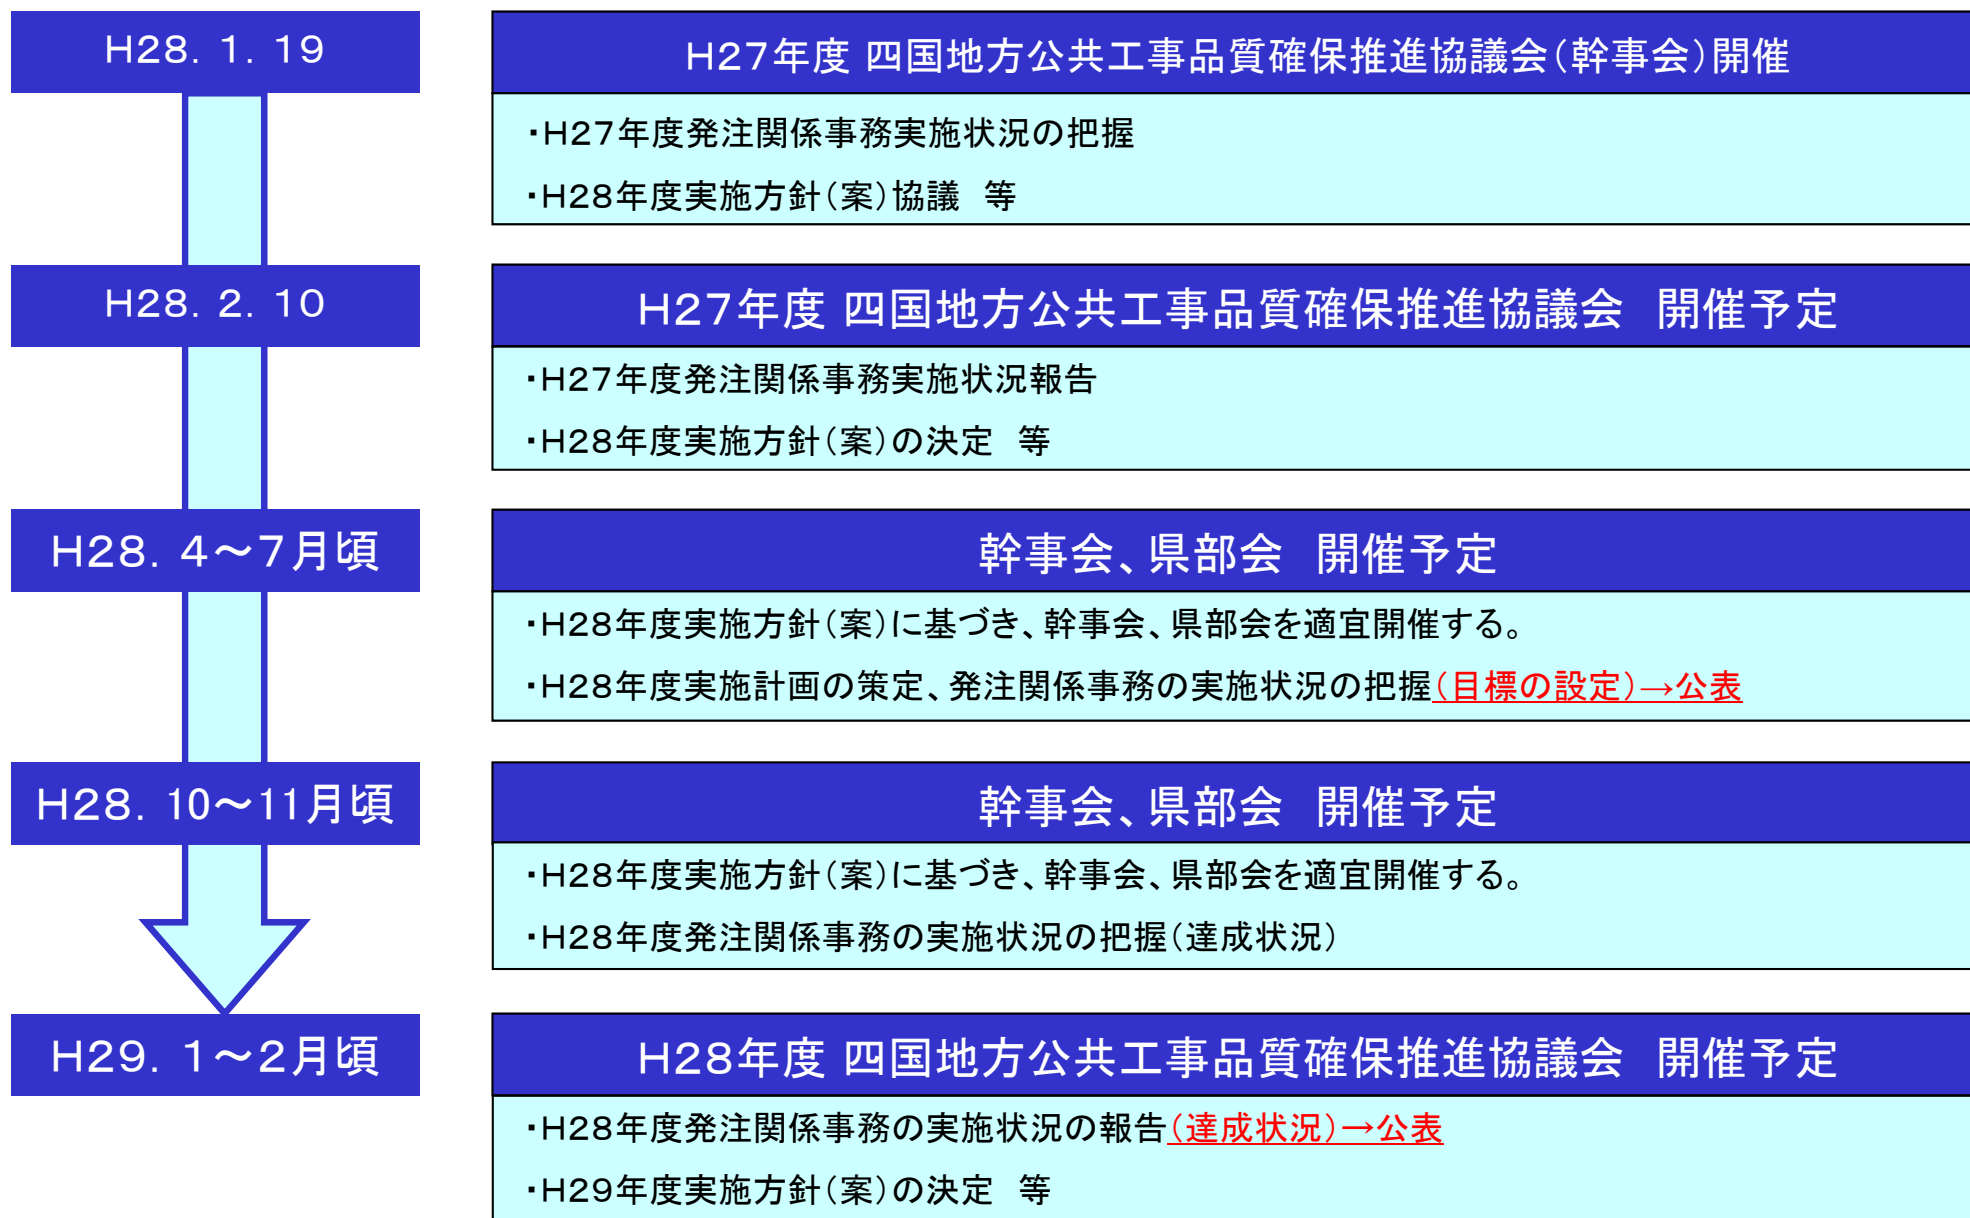 H28. 1. 19
H27年度 四国地方公共工事品質確保推進協議会(幹事会)開催
・H27年度発注関係事務実施状況の把握
・H28年度実施方針(案)協議 等
H28. 2. 10
H27年度 四国地方公共工事品質確保推進協議会 開催予定
・H27年度発注関係事務実施状況報告
・H28年度実施方針(案)の決定 等
H28. 4～7月頃
幹事会、県部会 開催予定
・H28年度実施方針(案)に基づき、幹事会、県部会を適宜開催する。
・H28年度実施計画の策定、発注関係事務の実施状況の把握(目標の設定)→公表
H28. 10～11月頃
幹事会、県部会 開催予定
・H28年度実施方針(案)に基づき、幹事会、県部会を適宜開催する。
・H28年度発注関係事務の実施状況の把握(達成状況)
H29. 1～2月頃
H28年度 四国地方公共工事品質確保推進協議会 開催予定
・H28年度発注関係事務の実施状況の報告(達成状況)→公表
・H29年度実施方針(案)の決定 等